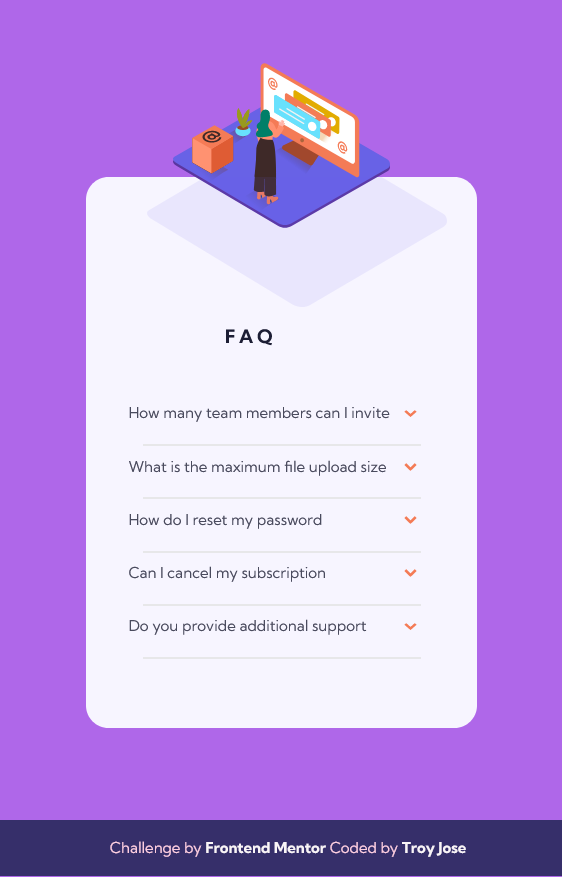 FAQ
How many team members can I invite
What is the maximum file upload size
How do I reset my password
Can I cancel my subscription
Do you provide additional support
Challenge by Frontend Mentor Coded by Troy Jose